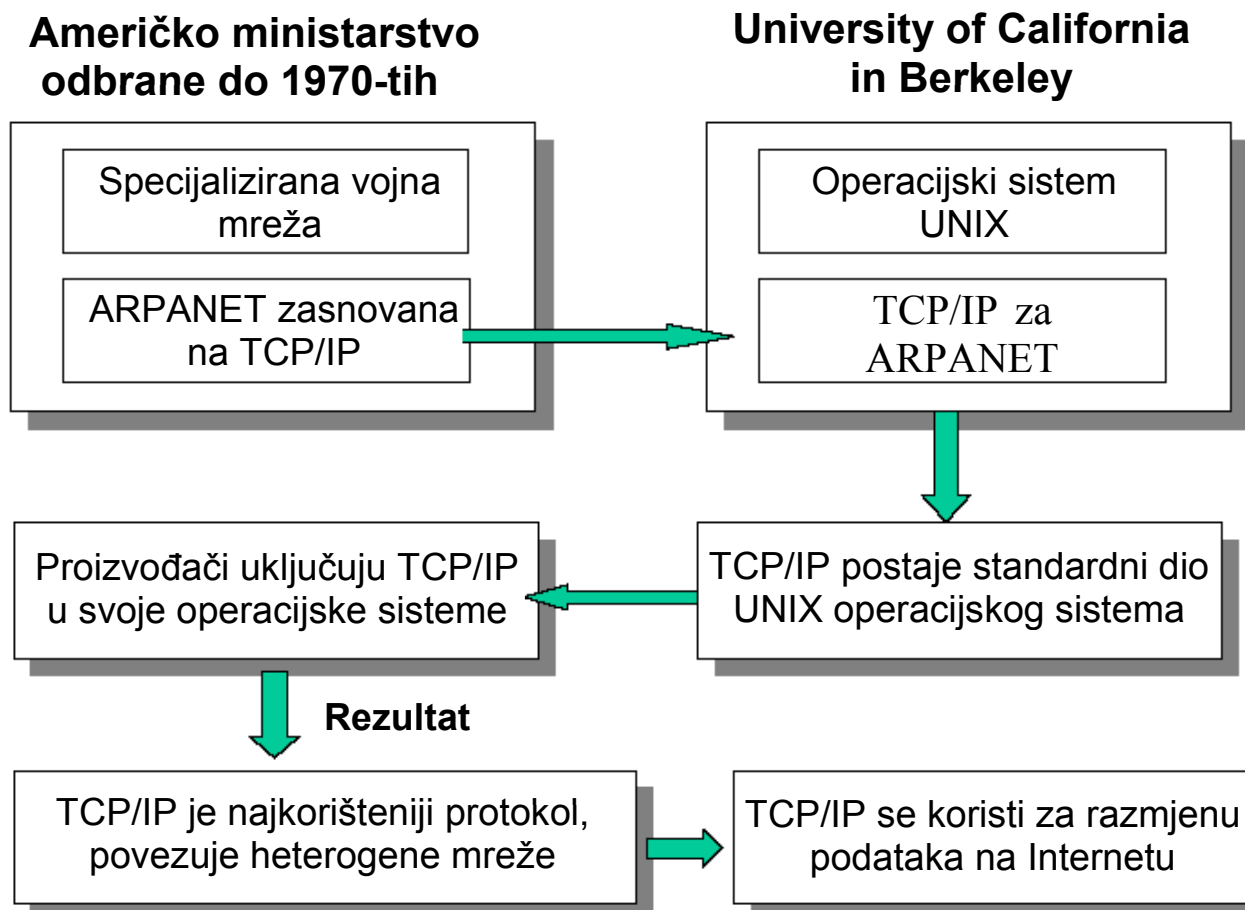 Američko ministarstvo
odbrane do 1970-tih
University of California
in Berkeley
Specijalizirana vojna
mreža
ARPANET zasnovana
na TCP/IP
Operacijski sistem
UNIX
TCP/IP za
ARPANET
TCP/IP postaje standardni dio
UNIX operacijskog sistema
Proizvođači uključuju TCP/IP
u svoje operacijske sisteme
Rezultat
TCP/IP je najkorišteniji protokol,
povezuje heterogene mreže
TCP/IP se koristi za razmjenu
podataka na Internetu